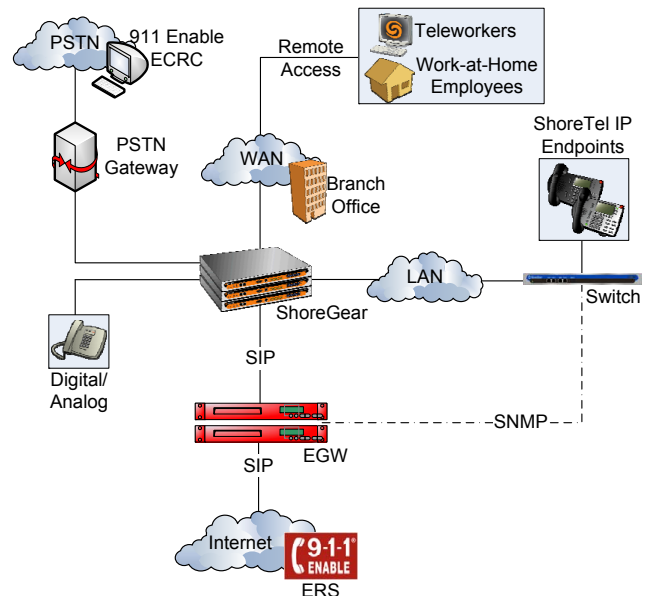 PSTN
911 Enable
ECRC
Remote
Access
Teleworkers
Work-at-Home
Employees
PSTN
Gateway
WAN
Branch
Office
ShoreTel IP
Endpoints
LAN
Switch
ShoreGear
Digital/
Analog
SIP
SNMP
EGW
SIP
Internet
9-1-1®
ENABLE
ERS